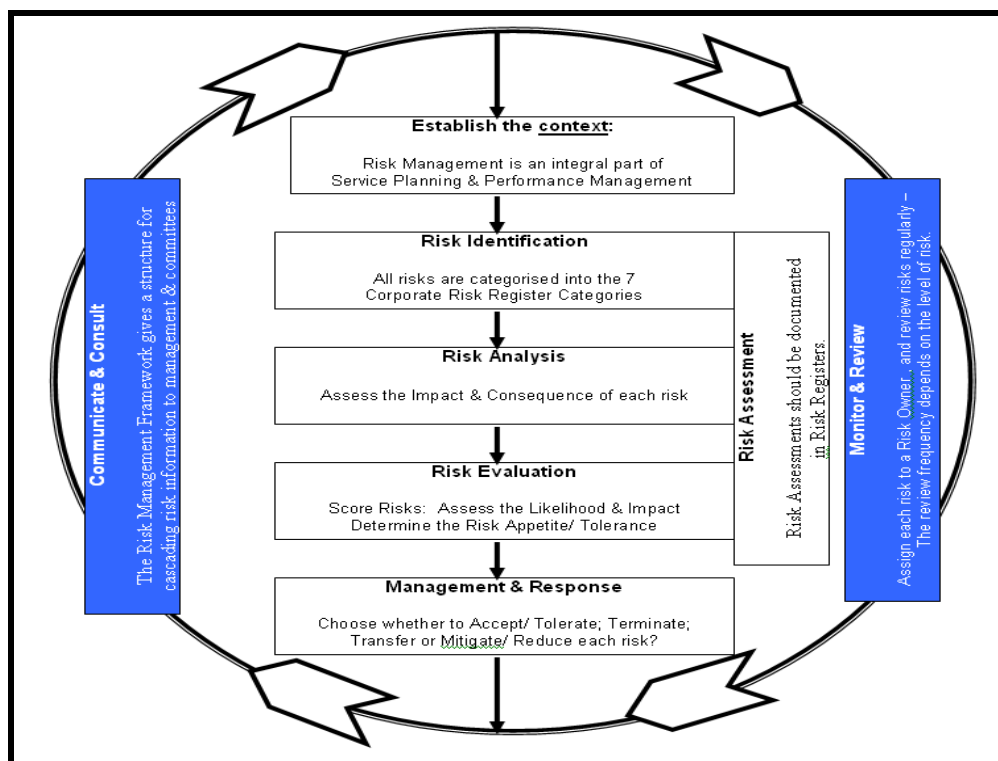 Establish the context:
Risk Management is an integral part of
Service Planning & Performance Management
Risk Identification
All risks are categorised into the 7
Corporate Risk Register Categories
Risk Analysis
Assess the Impact & Consequence of each risk
Risk Evaluation
Score Risks: Assess the Likelihood & Impact
Determine the Risk Appetite/ Tolerance
Management & Response
Choose whether to Accept/ Tolerate; Terminate;
Transfer or Mitigate/ Reduce each risk?
Communicate & Consult
The Risk Management Framework gives a structure for
cascading risk information to management & committees
Risk Assessment
Risk Assessments should be documented
in Risk Registers.
Monitor & Review
Assign each risk to a Risk Owner , and review risks regularly –
The review frequency depends on the level of risk.